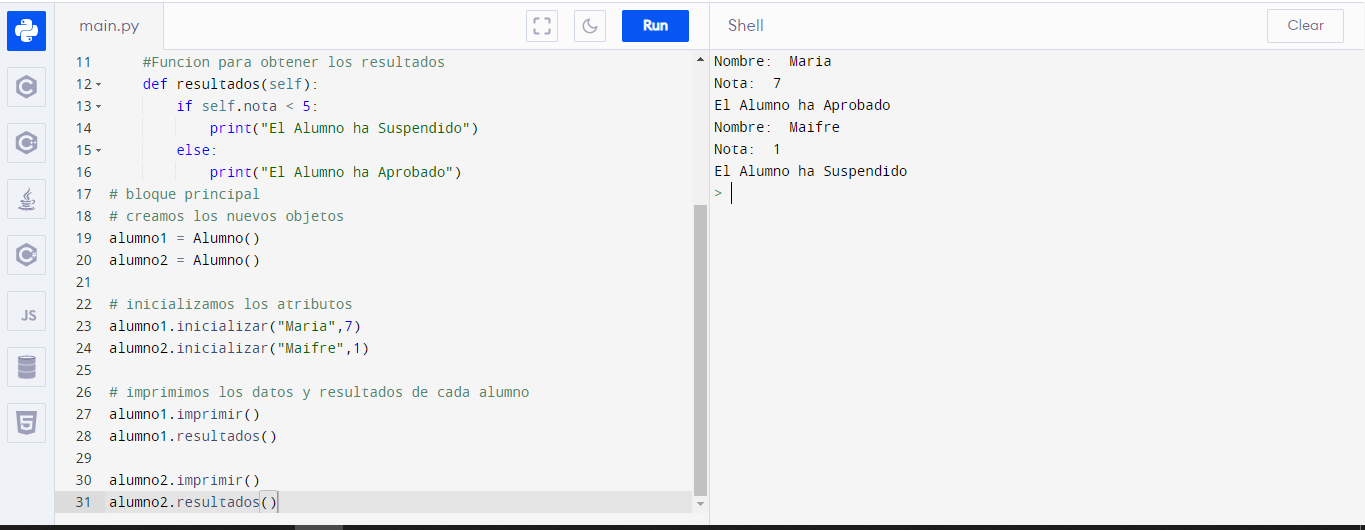 main.py
Run
Shell
Clear
JS
11 #Funcion para obtener los resultados
12 def resultados(self):
13 if self.nota < 5:
14 print("El Alumno ha Suspendido")
15 else:
16 print("El Alumno ha Aprobado")
17 # bloque principal
18 # creamos los nuevos objetos
19 alumno1 = Alumno()
20 alumno2 = Alumno()
21
22 # inicializamos los atributos
23 alumno1.inicializar("Maria",7)
24 alumno2.inicializar("Maifre",1)
25
26 # imprimimos los datos y resultados de cada alumno
27 alumno1.imprimir()
28 alumno1.resultados()
29
30 alumno2.imprimir()
31 alumno2.resultados()
Nombre:  Maria
Nota:  7
El Alumno ha Aprobado
Nombre:  Maifre
Nota:  1
El Alumno ha Suspendido
>